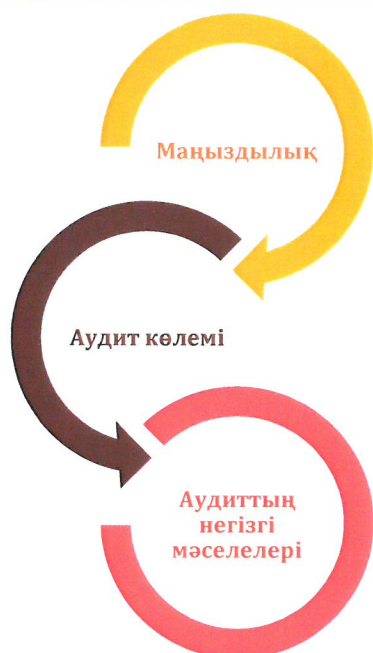 Маңыздылық
Аудит көлемі
Аудиттың
негізгі
мәселелері